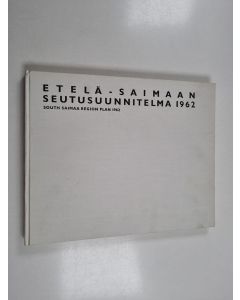 ETELÄ-SAIMAAN
SEUTUSUUNNITELMA 1962
SOUTH SAIMAA REGION PLAN 1962